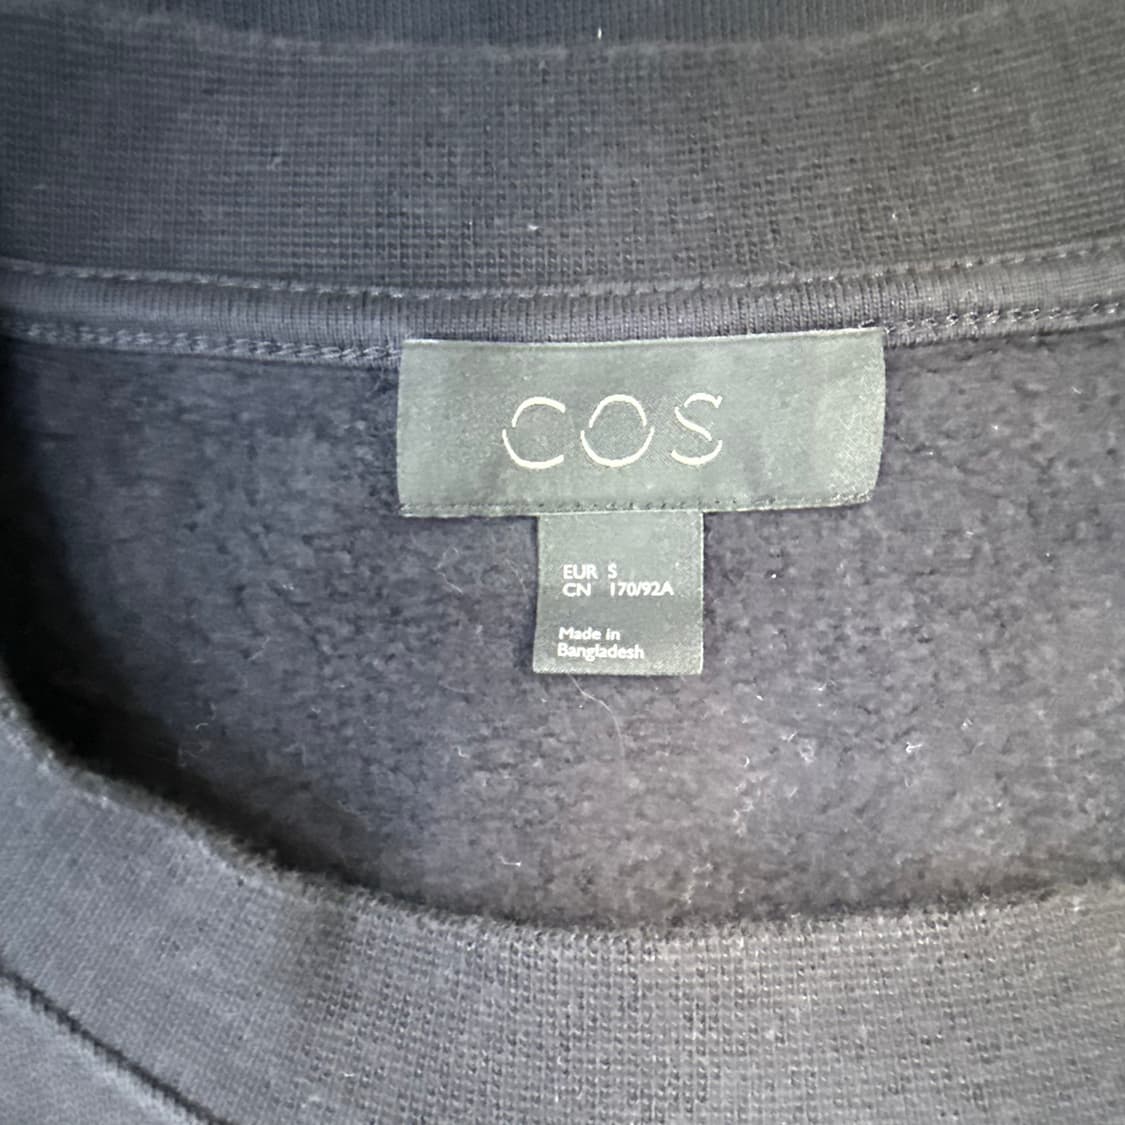 COS
EUR S
CN 170/92A
Made in
Bangladesh